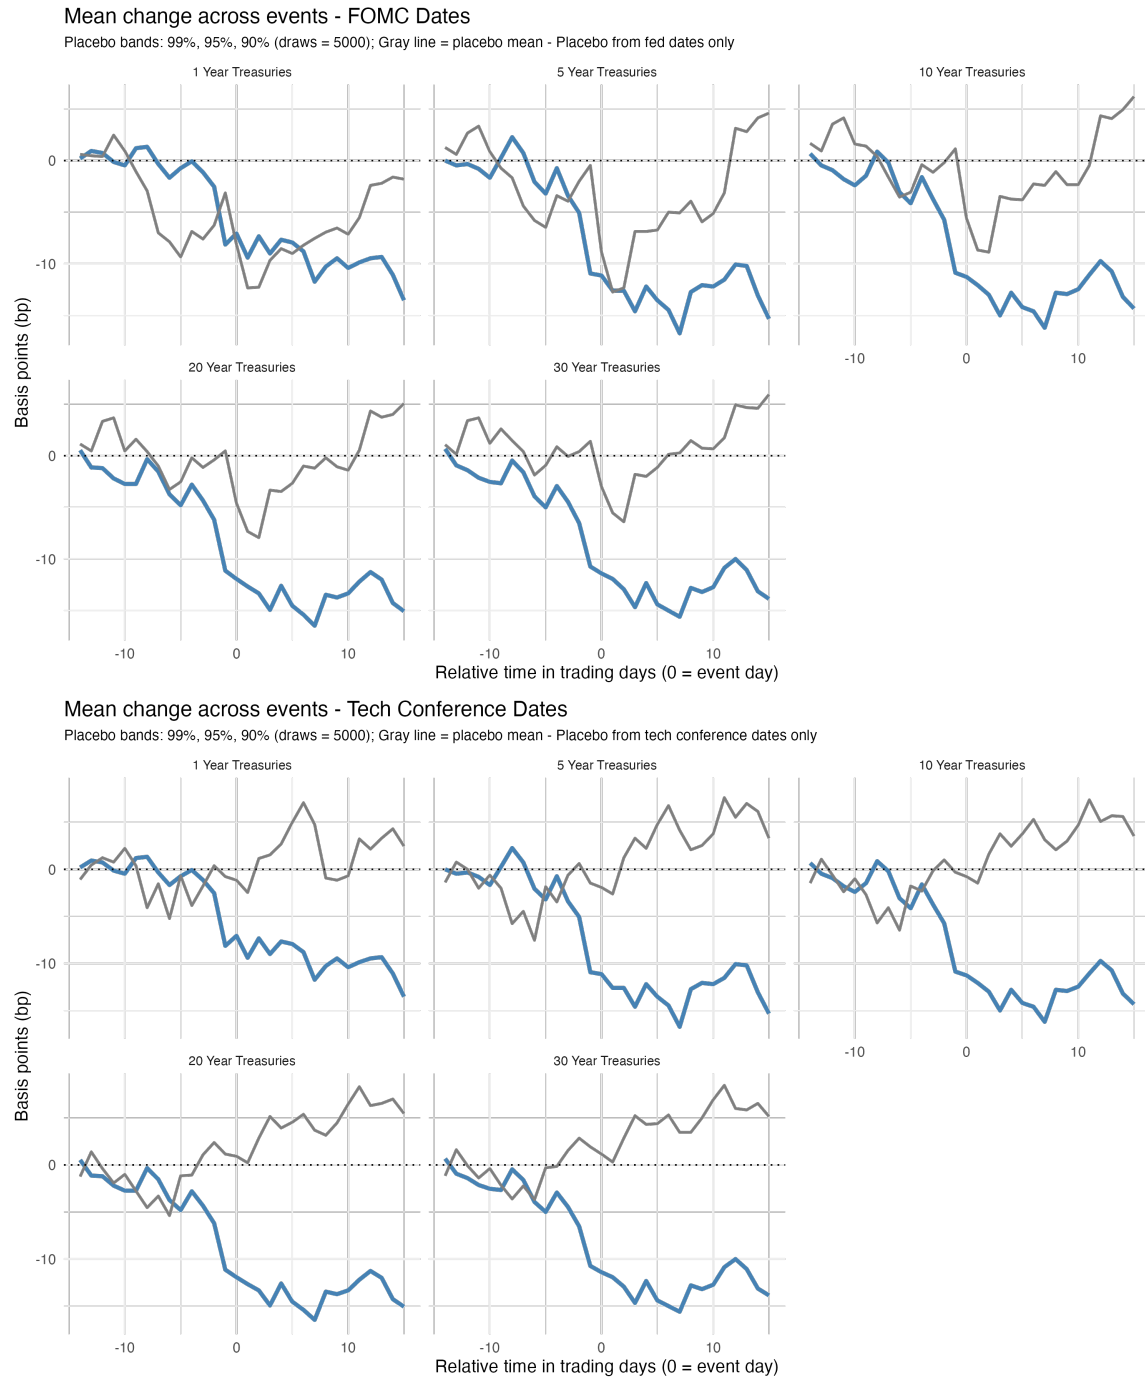 Mean change across events - FOMC Dates
Placebo bands: 99%, 95%, 90% (draws = 5000); Gray line = placebo mean - Placebo from fed dates only
1 Year Treasuries
5 Year Treasuries
10 Year Treasuries
0
-10
-10 0 10
Basis points (bp)
20 Year Treasuries
30 Year Treasuries
0
-10
-10 0 10
-10 0 10
Relative time in trading days (0 = event day)
Mean change across events - Tech Conference Dates
Placebo bands: 99%, 95%, 90% (draws = 5000); Gray line = placebo mean - Placebo from tech conference dates only
1 Year Treasuries
5 Year Treasuries
10 Year Treasuries
0
-10
-10 0 10
Basis points (bp)
20 Year Treasuries
30 Year Treasuries
0
-10
-10 0 10
-10 0 10
Relative time in trading days (0 = event day)